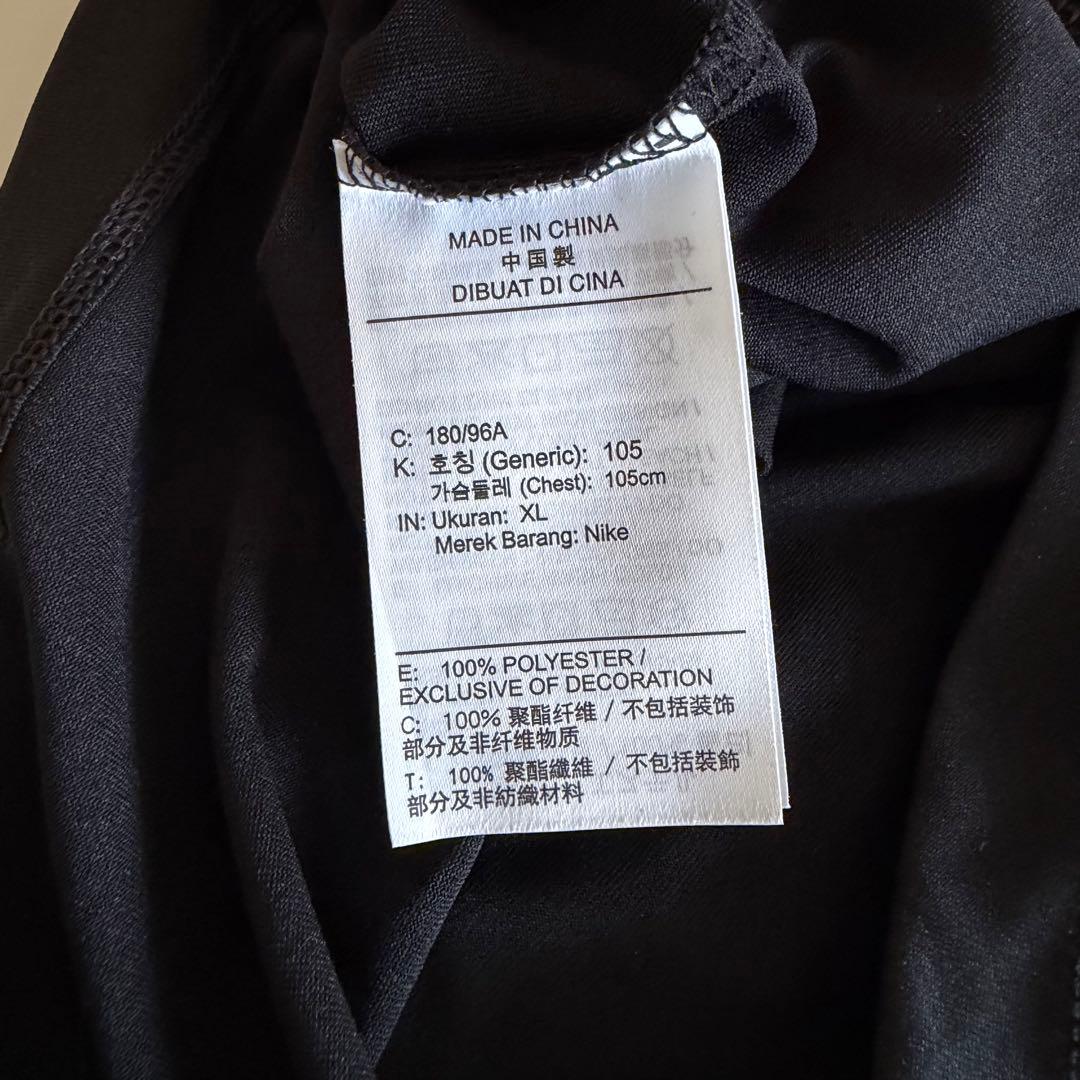 MADE IN CHINA
中国製
DIBUAT DI CINA
C: 180/96A
K: 호칭 (Generic): 105
가슴둘레 (Chest): 105cm
IN: Ukuran: XL
Merek Barang: Nike
E: 100% POLYESTER /
EXCLUSIVE OF DECORATION
C: 100% 聚酯纤维 / 不包括装饰
部分及非纤维物质
T: 100% 聚酯纖維 / 不包括裝飾
部分及非紡織材料